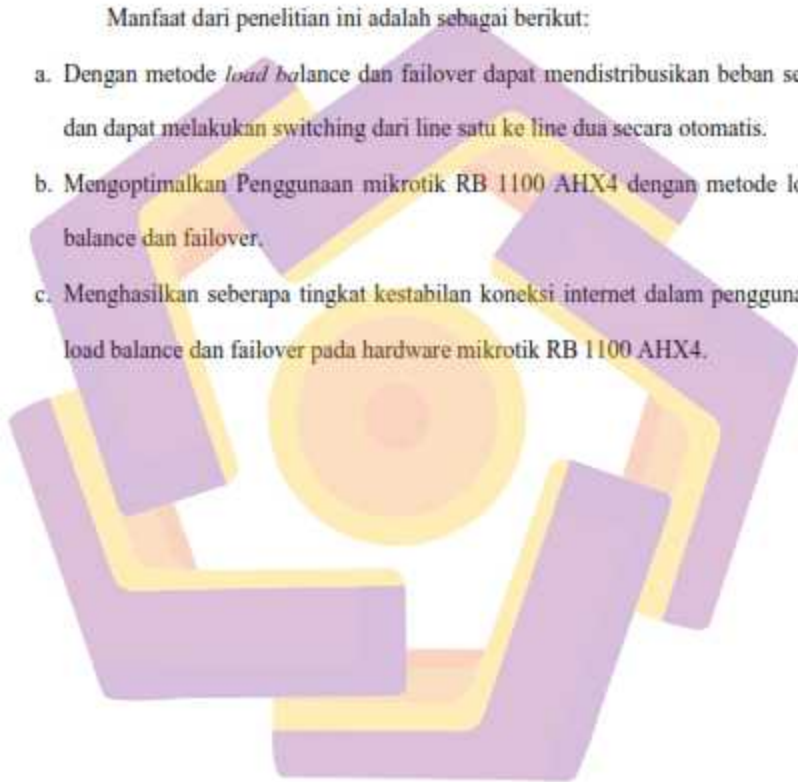 Manfaat dari penelitian ini adalah sebagai berikut:
a. Dengan metode load balance dan failover dapat mendistribusikan beban se
dan dapat melakukan switching dari line satu ke line dua secara otomatis.
b. Mengoptimalkan Penggunaan mikrotik RB 1100 AHX4 dengan metode lo
balance dan failover.
c. Menghasilkan seberapa tingkat kestabilan koneksi internet dalam pengguna
load balance dan failover pada hardware mikrotik RB 1100 AHX4.